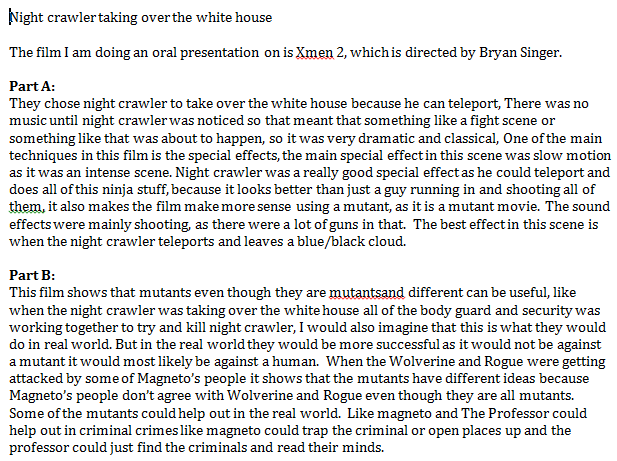 Night crawler taking over the white house
The film I am doing an oral presentation on is Xmen 2, which is directed by Bryan Singer.
Part A:
They chose night crawler to take over the white house because he can teleport, There was no
music until night crawler was noticed so that meant that something like a fight scene or
something like that was about to happen, so it was very dramatic and classical, One of the main
techniques in this film is the special effects, the main special effect in this scene was slow motion
as it was an intense scene. Night crawler was a really good special effect as he could teleport and
does all of this ninja stuff, because it looks better than just a guy running in and shooting all of
them, it also makes the film make more sense using a mutant, as it is a mutant movie. The sound
effects were mainly shooting, as there were a lot of guns in that.  The best effect in this scene is
when the night crawler teleports and leaves a blue/black cloud.
Part B:
This film shows that mutants even though they are mutantsand different can be useful, like
when the night crawler was taking over the white house all of the body guard and security was
working together to try and kill night crawler, I would also imagine that this is what they would
do in real world. But in the real world they would be more successful as it would not be against
a mutant it would most likely be against a human.  When the Wolverine and Rogue were getting
attacked by some of Magneto's people it shows that the mutants have different ideas because
Magneto's people don't agree with Wolverine and Rogue even though they are all mutants.
Some of the mutants could help out in the real world.  Like magneto and The Professor could
help out in criminal crimes like magneto could trap the criminal or open places up and the
professor could just find the criminals and read their minds.